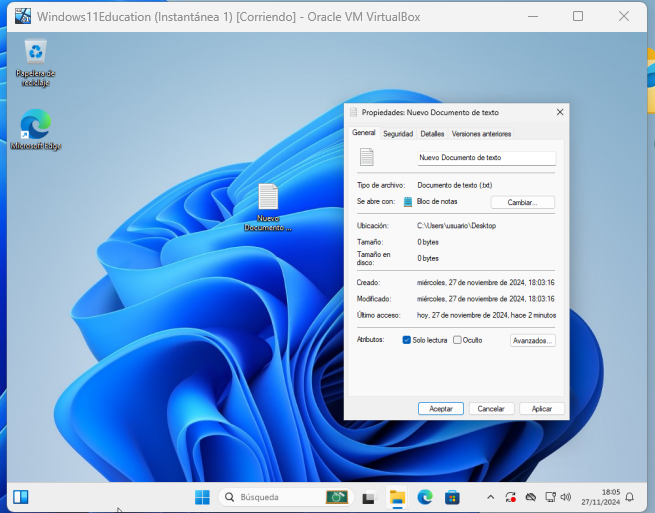 Windows11Education (Instantánea 1) [Corriendo] - Oracle VM VirtualBox
Papelera de
reciclaje
Microsoft Edge
Nuevo
Documento ...
Propiedades: Nuevo Documento de texto
General Seguridad Detalles Versiones anteriores
Nuevo Documento de texto
Tipo de archivo: Documento de texto (.txt)
Se abre con: Bloc de notas Cambiar...
Ubicación: C:\Users\usuario\Desktop
Tamaño: 0 bytes
Tamaño en
disco: 0 bytes
Creado: miércoles, 27 de noviembre de 2024, 18:03:16
Modificado: miércoles, 27 de noviembre de 2024, 18:03:16
Último acceso: hoy, 27 de noviembre de 2024, hace 2 minutos
Atributos: Solo lectura Oculto Avanzados...
Aceptar Cancelar Aplicar
Búsqueda
18:05
27/11/2024